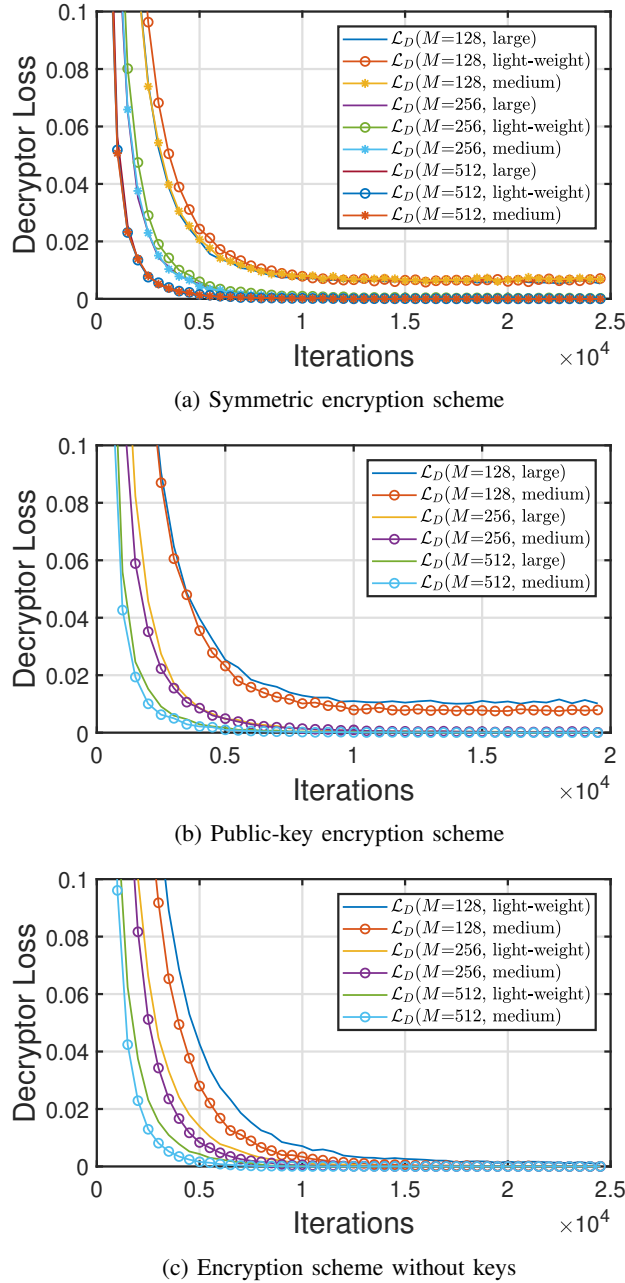 0.1
0.08
0.06
0.04
0.02
0
Decryptor Loss
ℒ_D(M=128, large)
ℒ_D(M=128, light-weight)
ℒ_D(M=128, medium)
ℒ_D(M=256, large)
ℒ_D(M=256, light-weight)
ℒ_D(M=256, medium)
ℒ_D(M=512, large)
ℒ_D(M=512, light-weight)
ℒ_D(M=512, medium)
0 0.5 1 1.5 2 2.5
Iterations ×10⁴
(a) Symmetric encryption scheme
0.1
0.08
0.06
0.04
0.02
0
Decryptor Loss
ℒ_D(M=128, large)
ℒ_D(M=128, medium)
ℒ_D(M=256, large)
ℒ_D(M=256, medium)
ℒ_D(M=512, large)
ℒ_D(M=512, medium)
0 0.5 1 1.5 2
Iterations ×10⁴
(b) Public-key encryption scheme
0.1
0.08
0.06
0.04
0.02
0
Decryptor Loss
ℒ_D(M=128, light-weight)
ℒ_D(M=128, medium)
ℒ_D(M=256, light-weight)
ℒ_D(M=256, medium)
ℒ_D(M=512, light-weight)
ℒ_D(M=512, medium)
0 0.5 1 1.5 2 2.5
Iterations ×10⁴
(c) Encryption scheme without keys